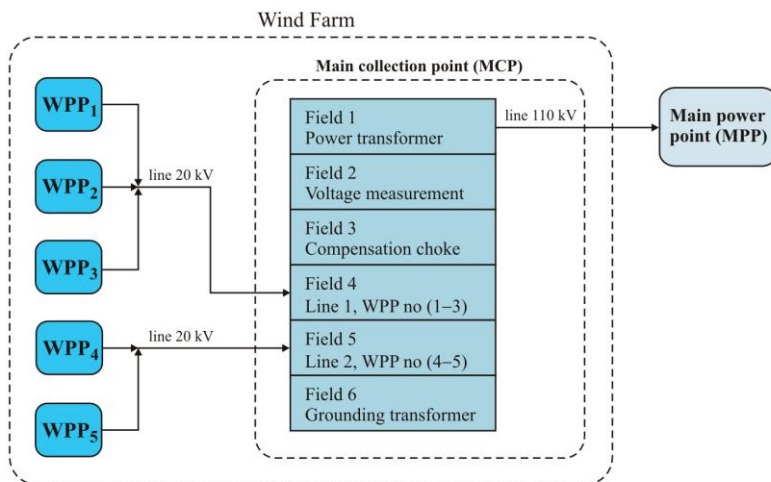 Wind Farm
Main collection point (MCP)
WPP₁
WPP₂
WPP₃
WPP₄
WPP₅
line 20 kV
line 20 kV
Field 1
Power transformer
Field 2
Voltage measurement
Field 3
Compensation choke
Field 4
Line 1, WPP no (1–3)
Field 5
Line 2, WPP no (4–5)
Field 6
Grounding transformer
line 110 kV
Main power
point (MPP)